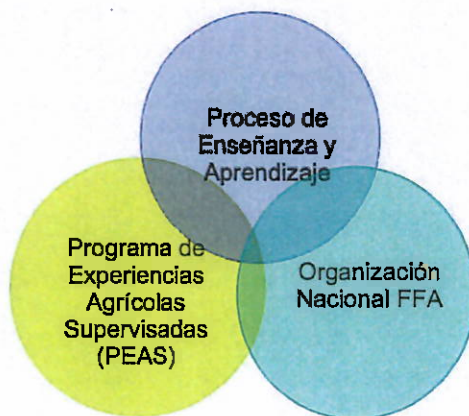 Proceso de
Enseñanza y
Aprendizaje
Programa de
Experiencias
Agrícolas
Supervisadas
(PEAS)
Organización
Nacional FFA